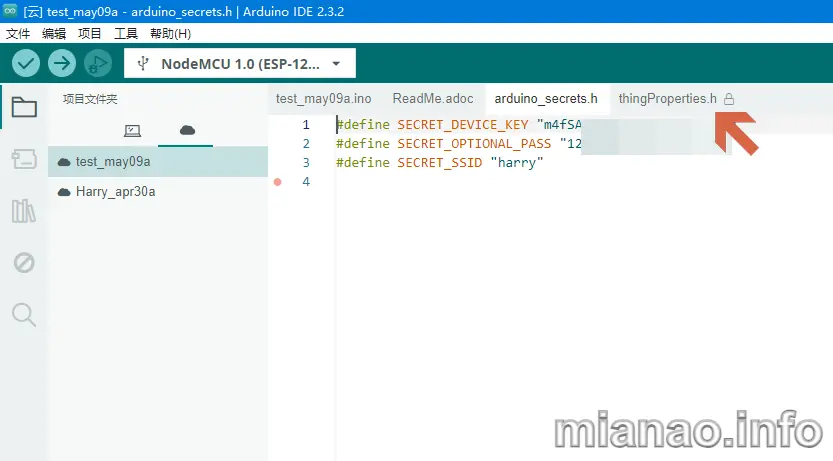 [云] test_may09a - arduino_secrets.h | Arduino IDE 2.3.2
文件 编辑 项目 工具 帮助(H)
NodeMCU 1.0 (ESP-12...
项目文件夹
test_may09a
Harry_apr30a
test_may09a.ino ReadMe.adoc arduino_secrets.h thingProperties.h
1 #define SECRET_DEVICE_KEY "m4fSA
2 #define SECRET_OPTIONAL_PASS "12
3 #define SECRET_SSID "harry"
4
mianao.info